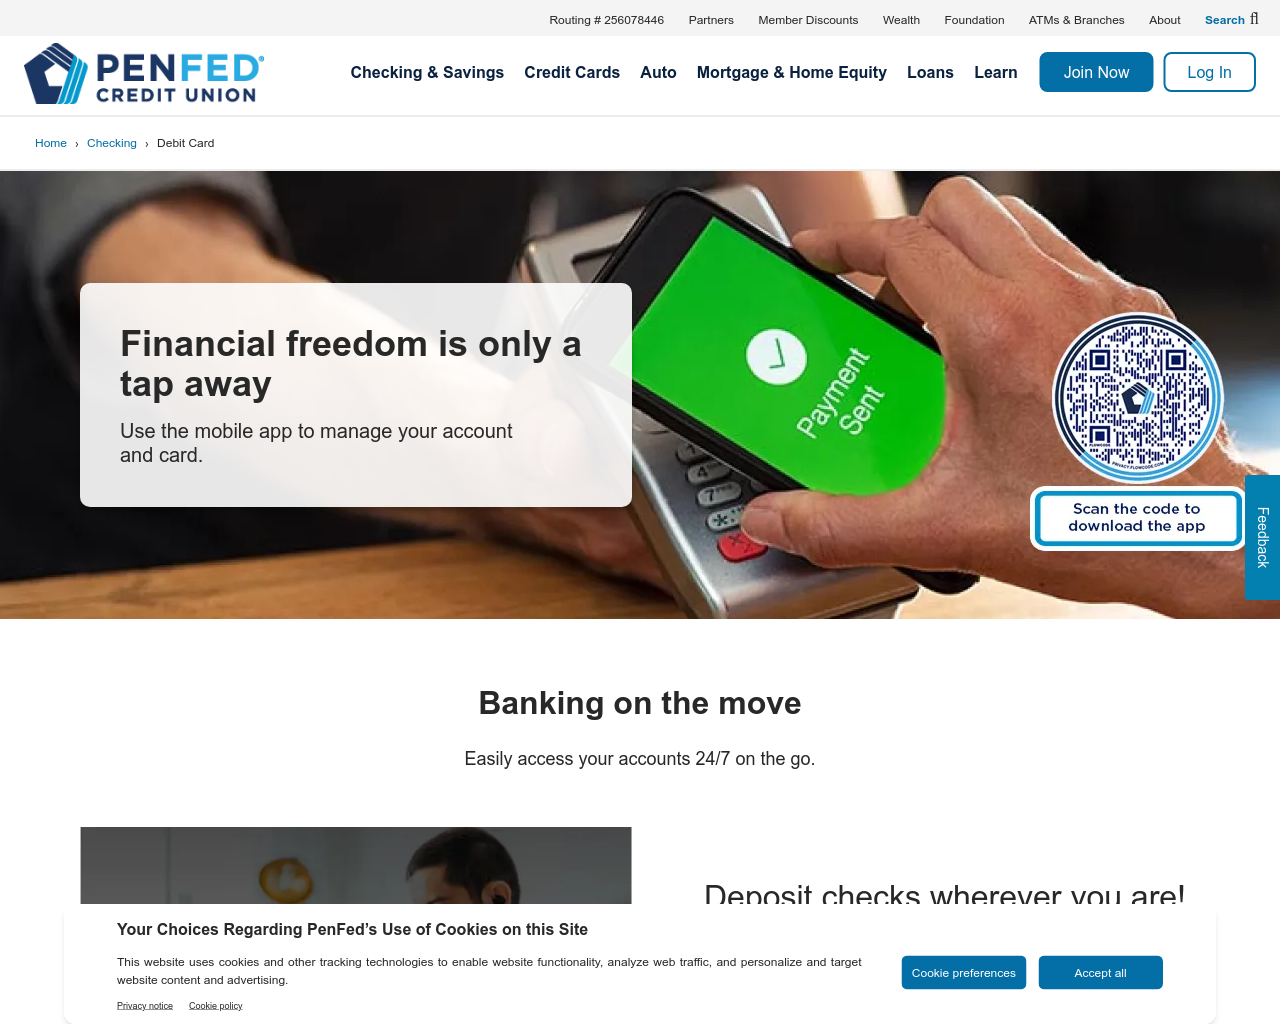 Routing # 256078446
Partners
Member Discounts
Wealth
Foundation
ATMs & Branches
About
Search
PENFED®
CREDIT UNION
Checking & Savings
Credit Cards
Auto
Mortgage & Home Equity
Loans
Learn
Join Now
Log In
Home › Checking › Debit Card
Financial freedom is only a
tap away
Use the mobile app to manage your account
and card.
Payment
Sent
4
7
*
FLOWCODE
PRIVACY.FLOWCODE.COM
Scan the code to
download the app
Feedback
Banking on the move
Easily access your accounts 24/7 on the go.
Deposit checks wherever you are!
Your Choices Regarding PenFed’s Use of Cookies on this Site
This website uses cookies and other tracking technologies to enable website functionality, analyze web traffic, and personalize and target
website content and advertising.
Privacy notice
Cookie policy
Cookie preferences
Accept all